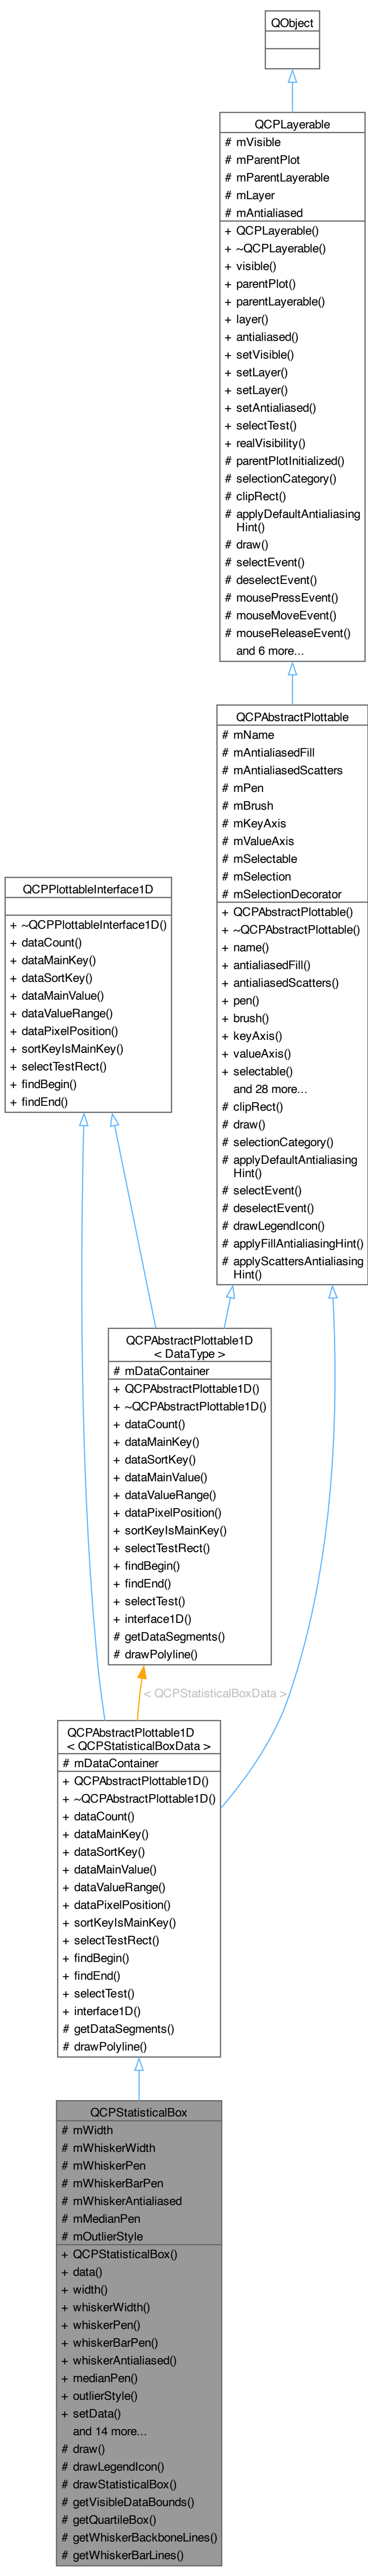 QObject
QCPLayerable
# mVisible
# mParentPlot
# mParentLayerable
# mLayer
# mAntialiased
+ QCPLayerable()
+ ~QCPLayerable()
+ visible()
+ parentPlot()
+ parentLayerable()
+ layer()
+ antialiased()
+ setVisible()
+ setLayer()
+ setLayer()
+ setAntialiased()
+ selectTest()
+ realVisibility()
# parentPlotInitialized()
# selectionCategory()
# clipRect()
# applyDefaultAntialiasing
Hint()
# draw()
# selectEvent()
# deselectEvent()
# mousePressEvent()
# mouseMoveEvent()
# mouseReleaseEvent()
and 6 more...
QCPAbstractPlottable
# mName
# mAntialiasedFill
# mAntialiasedScatters
# mPen
# mBrush
# mKeyAxis
# mValueAxis
# mSelectable
# mSelection
# mSelectionDecorator
+ QCPAbstractPlottable()
+ ~QCPAbstractPlottable()
+ name()
+ antialiasedFill()
+ antialiasedScatters()
+ pen()
+ brush()
+ keyAxis()
+ valueAxis()
+ selectable()
and 28 more...
# clipRect()
# draw()
# selectionCategory()
# applyDefaultAntialiasing
Hint()
# selectEvent()
# deselectEvent()
# drawLegendIcon()
# applyFillAntialiasingHint()
# applyScattersAntialiasing
Hint()
QCPPlottableInterface1D
+ ~QCPPlottableInterface1D()
+ dataCount()
+ dataMainKey()
+ dataSortKey()
+ dataMainValue()
+ dataValueRange()
+ dataPixelPosition()
+ sortKeyIsMainKey()
+ selectTestRect()
+ findBegin()
+ findEnd()
QCPAbstractPlottable1D
< DataType >
# mDataContainer
+ QCPAbstractPlottable1D()
+ ~QCPAbstractPlottable1D()
+ dataCount()
+ dataMainKey()
+ dataSortKey()
+ dataMainValue()
+ dataValueRange()
+ dataPixelPosition()
+ sortKeyIsMainKey()
+ selectTestRect()
+ findBegin()
+ findEnd()
+ selectTest()
+ interface1D()
# getDataSegments()
# drawPolyline()
< QCPStatisticalBoxData >
QCPAbstractPlottable1D
< QCPStatisticalBoxData >
# mDataContainer
+ QCPAbstractPlottable1D()
+ ~QCPAbstractPlottable1D()
+ dataCount()
+ dataMainKey()
+ dataSortKey()
+ dataMainValue()
+ dataValueRange()
+ dataPixelPosition()
+ sortKeyIsMainKey()
+ selectTestRect()
+ findBegin()
+ findEnd()
+ selectTest()
+ interface1D()
# getDataSegments()
# drawPolyline()
QCPStatisticalBox
# mWidth
# mWhiskerWidth
# mWhiskerPen
# mWhiskerBarPen
# mWhiskerAntialiased
# mMedianPen
# mOutlierStyle
+ QCPStatisticalBox()
+ data()
+ width()
+ whiskerWidth()
+ whiskerPen()
+ whiskerBarPen()
+ whiskerAntialiased()
+ medianPen()
+ outlierStyle()
+ setData()
and 14 more...
# draw()
# drawLegendIcon()
# drawStatisticalBox()
# getVisibleDataBounds()
# getQuartileBox()
# getWhiskerBackboneLines()
# getWhiskerBarLines()